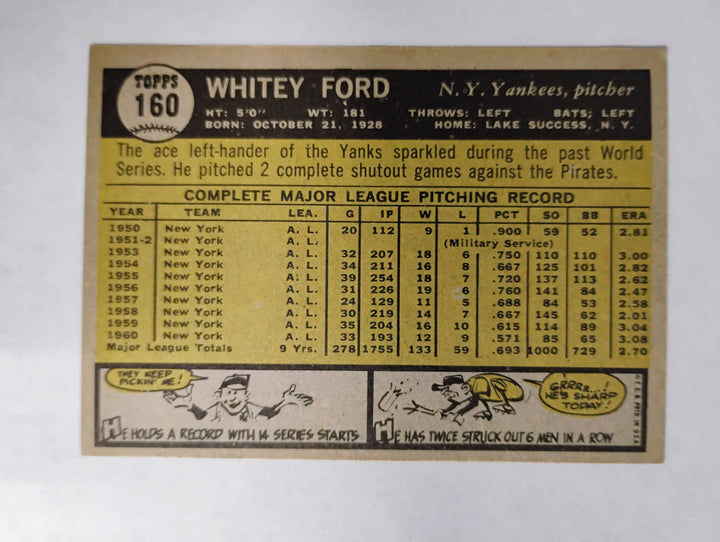 TOPPS
160
WHITEY FORD N. Y. Yankees, pitcher
HT: 5'0" WT: 181 THROWS: LEFT BATS: LEFT
BORN: OCTOBER 21, 1928 HOME: LAKE SUCCESS, N. Y.
The ace left-hander of the Yanks sparkled during the past World
Series. He pitched 2 complete shutout games against the Pirates.
COMPLETE MAJOR LEAGUE PITCHING RECORD
YEAR TEAM LEA. G IP W L PCT SO BB ERA
1950 New York A. L. 20 112 9 1 .900 59 52 2.81
1951-2 New York A. L. (Military Service)
1953 New York A. L. 32 207 18 6 .750 110 110 3.00
1954 New York A. L. 34 211 16 8 .667 125 101 2.82
1955 New York A. L. 39 254 18 7 .720 137 113 2.62
1956 New York A. L. 31 226 19 6 .760 141 84 2.47
1957 New York A. L. 24 129 11 5 .688 84 53 2.58
1958 New York A. L. 30 219 14 7 .667 145 62 2.01
1959 New York A. L. 35 204 16 10 .615 114 89 3.04
1960 New York A. L. 33 193 12 9 .571 85 65 3.08
Major League Totals 9 Yrs. 278 1755 133 59 .693 1000 729 2.70
THEY KEEP
PICKIN' ME!
HE HOLDS A RECORD WITH 14 SERIES STARTS
GRRR...!
HE'S SHARP
TODAY!
HE HAS TWICE STRUCK OUT 6 MEN IN A ROW
© T.C.G. PRTD. IN U.S.A.